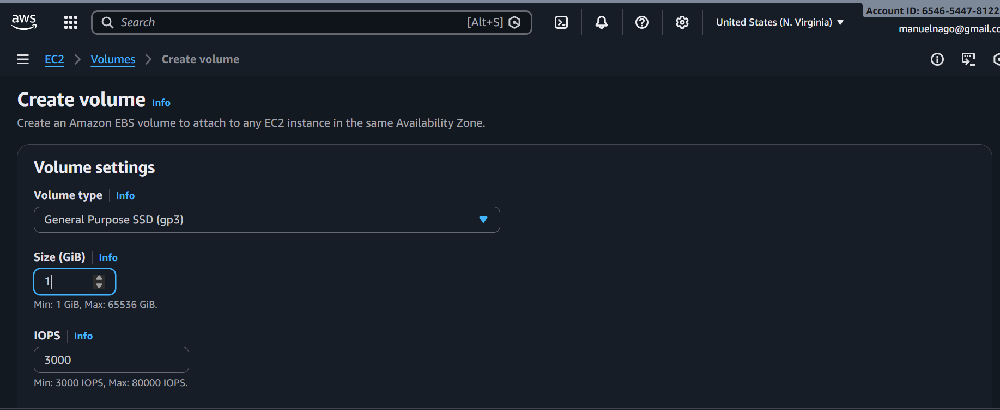 aws
Search
[Alt+S]
United States (N. Virginia)
Account ID: 6546-5447-8122
manuelnago@gmail.co
EC2
Volumes
Create volume
Create volume
Info
Create an Amazon EBS volume to attach to any EC2 instance in the same Availability Zone.
Volume settings
Volume type
Info
General Purpose SSD (gp3)
Size (GiB)
Info
1
Min: 1 GiB, Max: 65536 GiB.
IOPS
Info
3000
Min: 3000 IOPS, Max: 80000 IOPS.